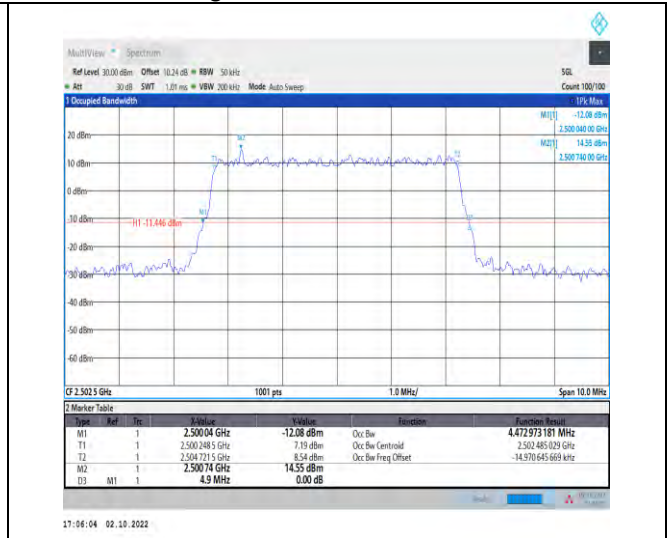 MultiView Spectrum
Ref Level 30.00 dBm Offset 10.24 dB RBW 50 kHz SGL
Att 30 dB SWT 1.01 ms VBW 200 kHz Mode Auto Sweep Count 100/100
1 Occupied Bandwidth 1Pk Max
M1[1] -12.08 dBm
2.500 040 00 GHz
M2[1] 14.55 dBm
2.500 740 00 GHz
20 dBm
M2
T1
T2
10 dBm
0 dBm
M1
-10 dBm
H1 -11.446 dBm
-20 dBm
-30 dBm
-40 dBm
-50 dBm
-60 dBm
CF 2.502 5 GHz 1001 pts 1.0 MHz/ Span 10.0 MHz
2 Marker Table
Type Ref Trc X-Value Y-Value Function Function Result
M1 1 2.50004 GHz -12.08 dBm Occ Bw 4.472 973 181 MHz
T1 1 2.500 248 5 GHz 7.19 dBm Occ Bw Centroid 2.502 485 029 GHz
T2 1 2.504 721 5 GHz 8.54 dBm Occ Bw Freq Offset -14.970 645 669 kHz
M2 1 2.50074 GHz 14.55 dBm
D3 M1 1 4.9 MHz 0.00 dB
17:06:04 02.10.2022